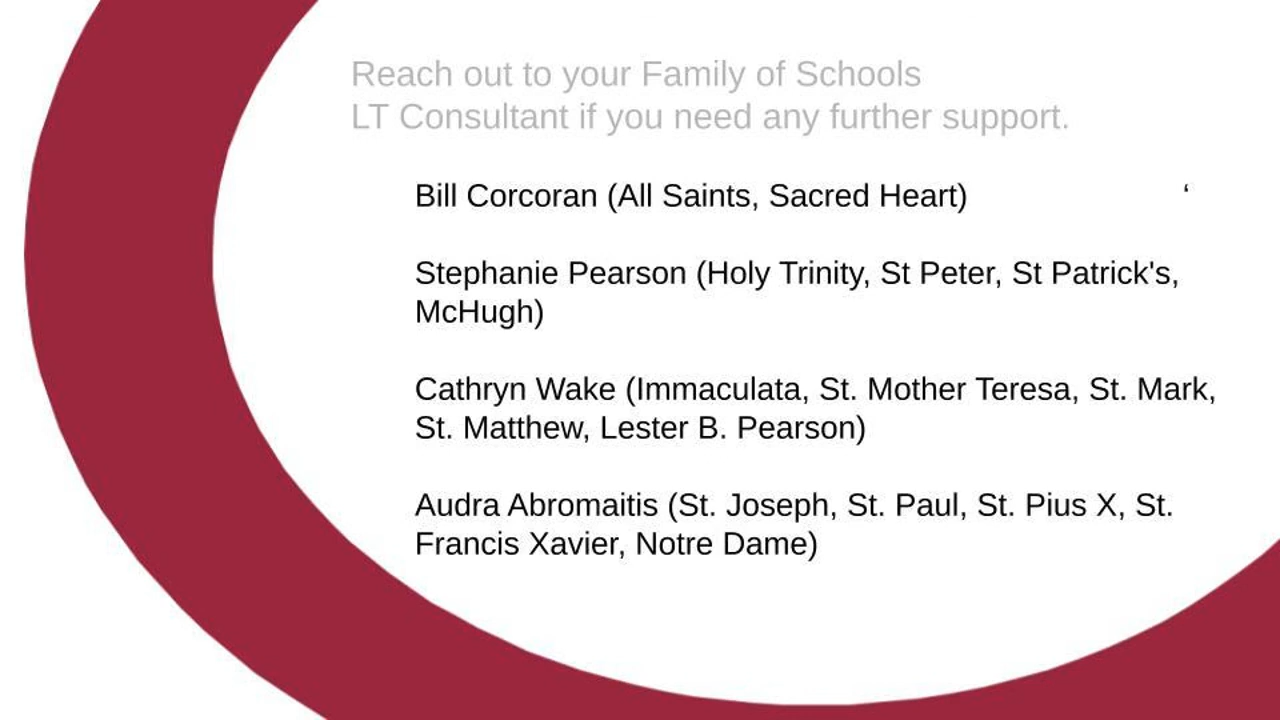 Reach out to your Family of Schools
LT Consultant if you need any further support.
Bill Corcoran (All Saints, Sacred Heart) ‘
Stephanie Pearson (Holy Trinity, St Peter, St Patrick's,
McHugh)
Cathryn Wake (Immaculata, St. Mother Teresa, St. Mark,
St. Matthew, Lester B. Pearson)
Audra Abromaitis (St. Joseph, St. Paul, St. Pius X, St.
Francis Xavier, Notre Dame)